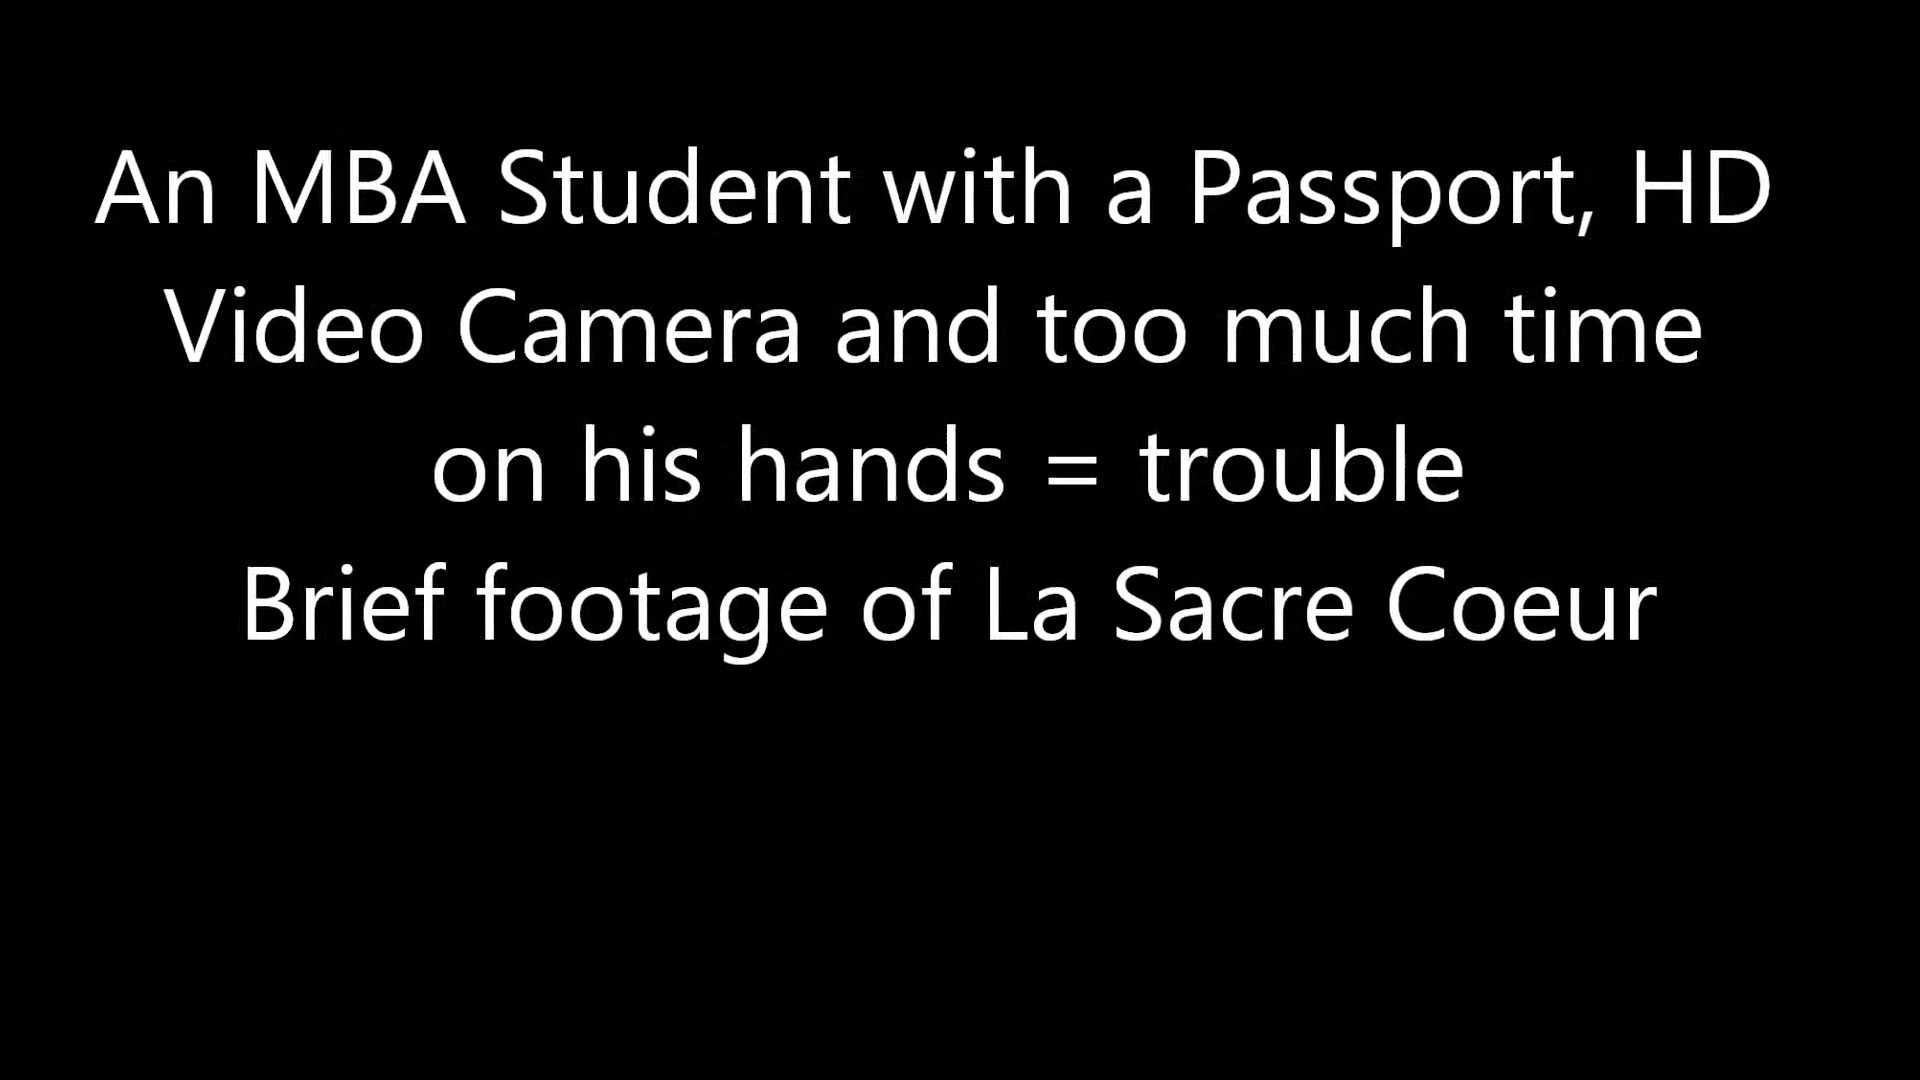 An MBA Student with a Passport, HD
Video Camera and too much time
on his hands = trouble
Brief footage of La Sacre Coeur